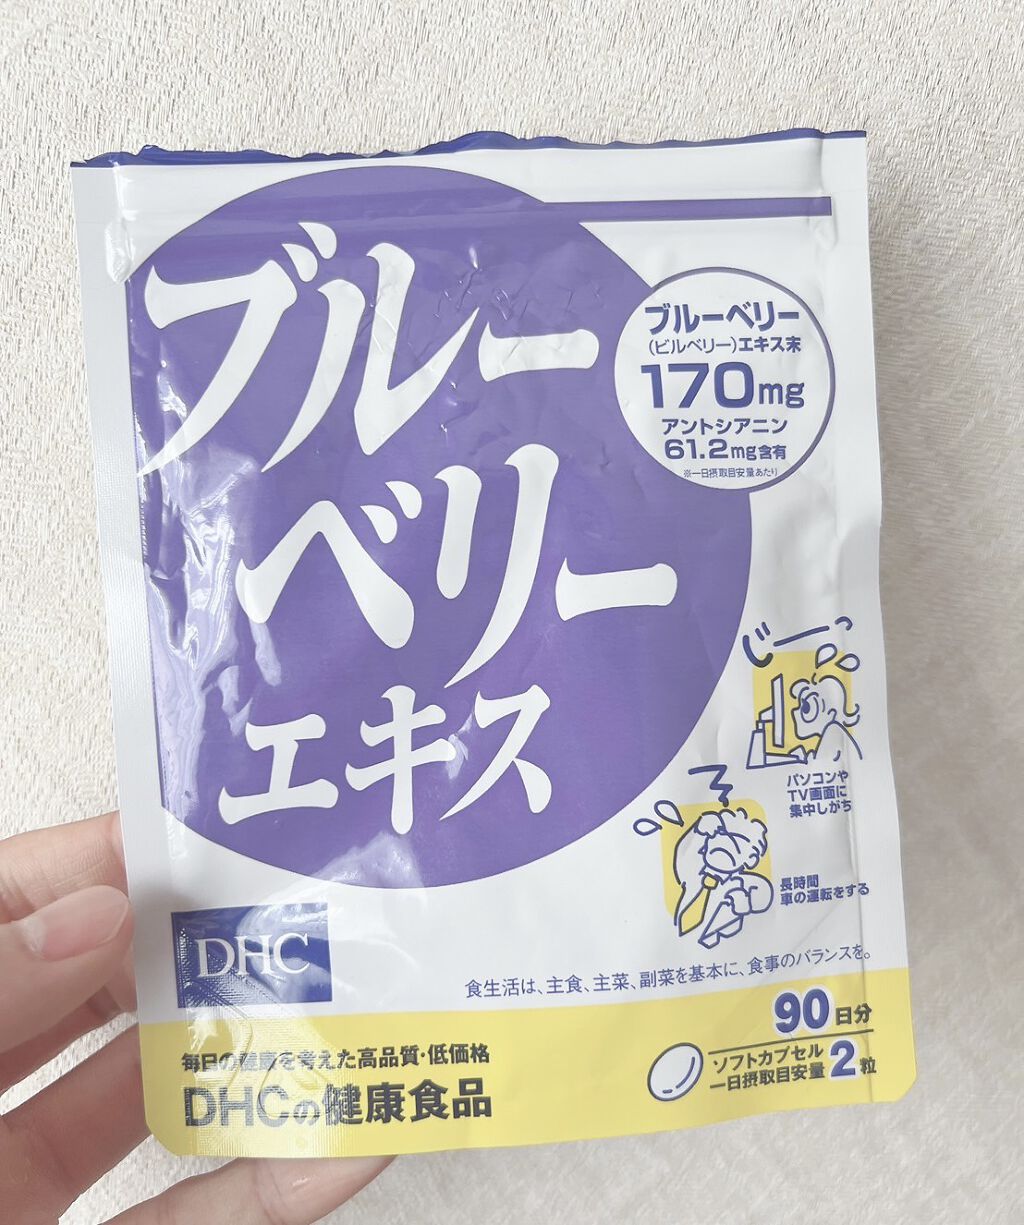 ブルー
ベリー
エキス
ブルーベリー
(ビルベリー)エキス末
170mg
アントシアニン
61.2mg含有
※一日摂取目安量あたり
じーっ
パソコンや
TV画面に
集中しがち
長時間
車の運転をする
DHC
食生活は、主食、主菜、副菜を基本に、食事のバランスを。
90日分
ソフトカプセル
一日摂取目安量2粒
毎日の健康を考えた高品質・低価格
DHCの健康食品